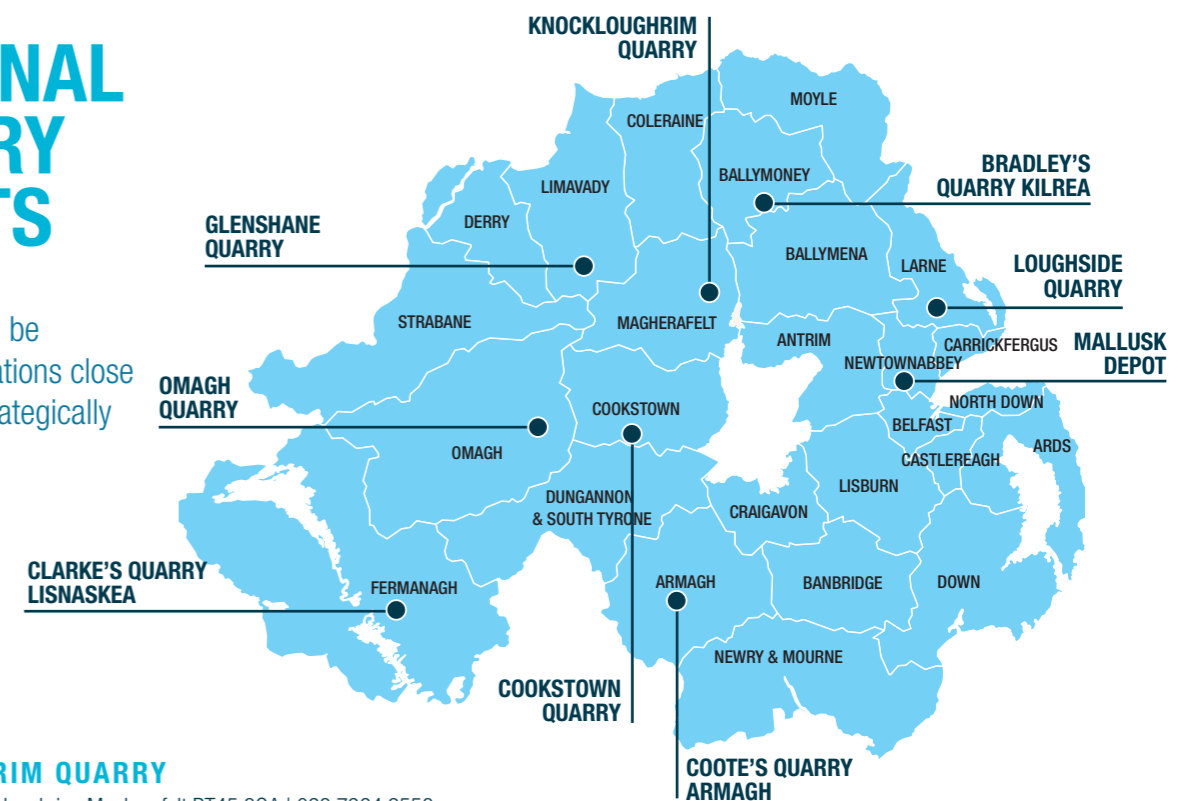 NAL
RY
TS
be
ations close
rategically
KNOCKLOUGHRIM
QUARRY
MOYLE
COLERAINE
BALLYMONEY
BRADLEY'S
QUARRY KILREA
LIMAVADY
DERRY
GLENSHANE
QUARRY
BALLYMENA
LARNE
LOUGHSIDE
QUARRY
STRABANE
MAGHERAFELT
ANTRIM
CARRICKFERGUS
MALLUSK
DEPOT
NEWTOWNABBEY
OMAGH
QUARRY
COOKSTOWN
NORTH DOWN
BELFAST
ARDS
OMAGH
CASTLEREAGH
LISBURN
DUNGANNON
& SOUTH TYRONE
CRAIGAVON
CLARKE'S QUARRY
LISNASKEA
FERMANAGH
ARMAGH
BANBRIDGE
DOWN
NEWRY & MOURNE
COOKSTOWN
QUARRY
COOTE'S QUARRY
ARMAGH
RIM QUARRY